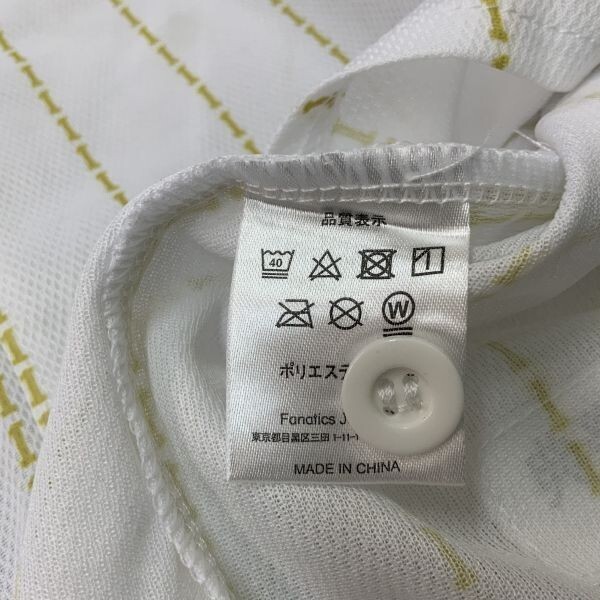 品質表示
40
W
ポリエステ
Fanatics J
東京都目黒区三田 1-11-1
MADE IN CHINA